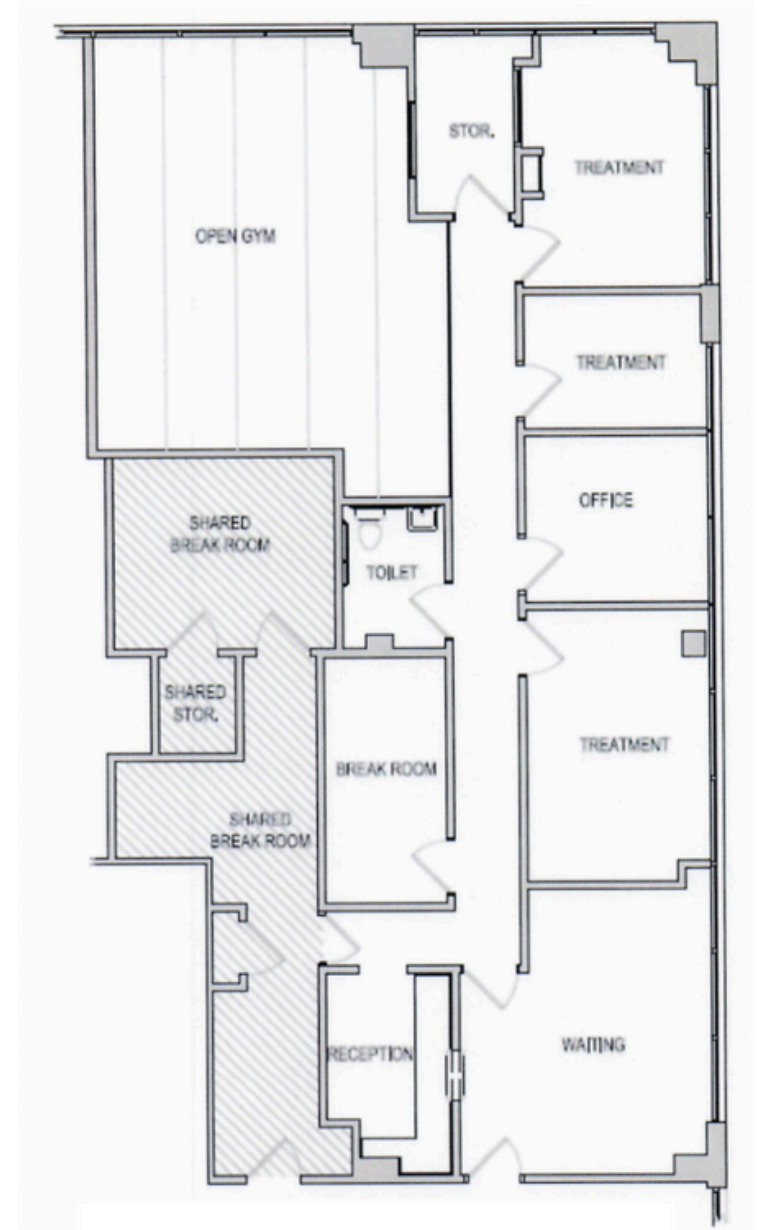 STOR.
TREATMENT
OPEN GYM
TREATMENT
OFFICE
SHARED
BREAK ROOM
TOILET
SHARED
STOR.
TREATMENT
BREAK ROOM
SHARED
BREAK ROOM
WAITING
RECEPTION